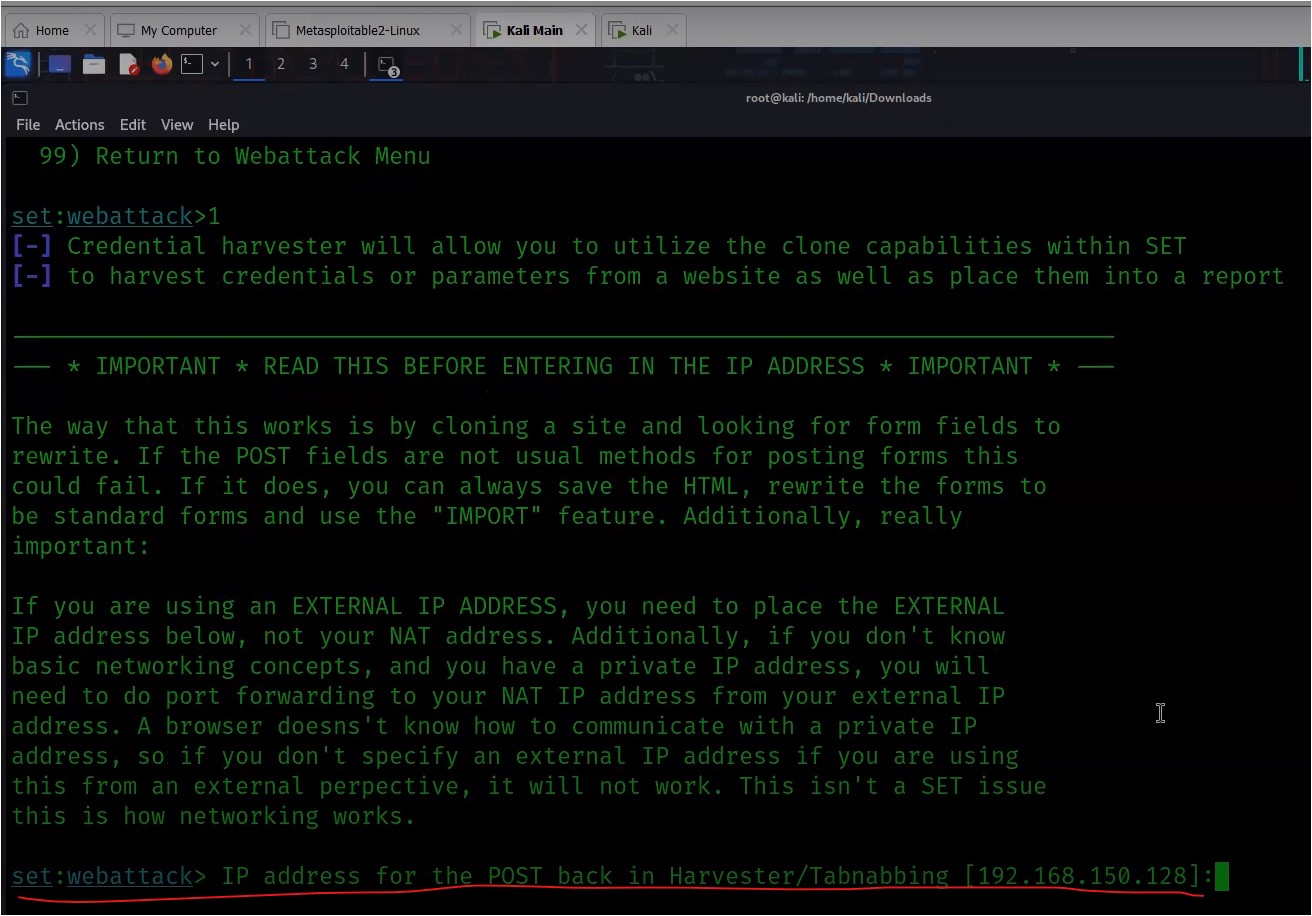 Home My Computer Metasploitable2-Linux Kali Main Kali
1 2 3 4 3
root@kali: /home/kali/Downloads
File Actions Edit View Help
99) Return to Webattack Menu
set:webattack>1
[-] Credential harvester will allow you to utilize the clone capabilities within SET
[-] to harvest credentials or parameters from a website as well as place them into a report
--- * IMPORTANT * READ THIS BEFORE ENTERING IN THE IP ADDRESS * IMPORTANT * ---
The way that this works is by cloning a site and looking for form fields to
rewrite. If the POST fields are not usual methods for posting forms this
could fail. If it does, you can always save the HTML, rewrite the forms to
be standard forms and use the "IMPORT" feature. Additionally, really
important:
If you are using an EXTERNAL IP ADDRESS, you need to place the EXTERNAL
IP address below, not your NAT address. Additionally, if you don't know
basic networking concepts, and you have a private IP address, you will
need to do port forwarding to your NAT IP address from your external IP
address. A browser doesns't know how to communicate with a private IP
address, so if you don't specify an external IP address if you are using
this from an external perpective, it will not work. This isn't a SET issue
this is how networking works.
set:webattack> IP address for the POST back in Harvester/Tabnabbing [192.168.150.128]: